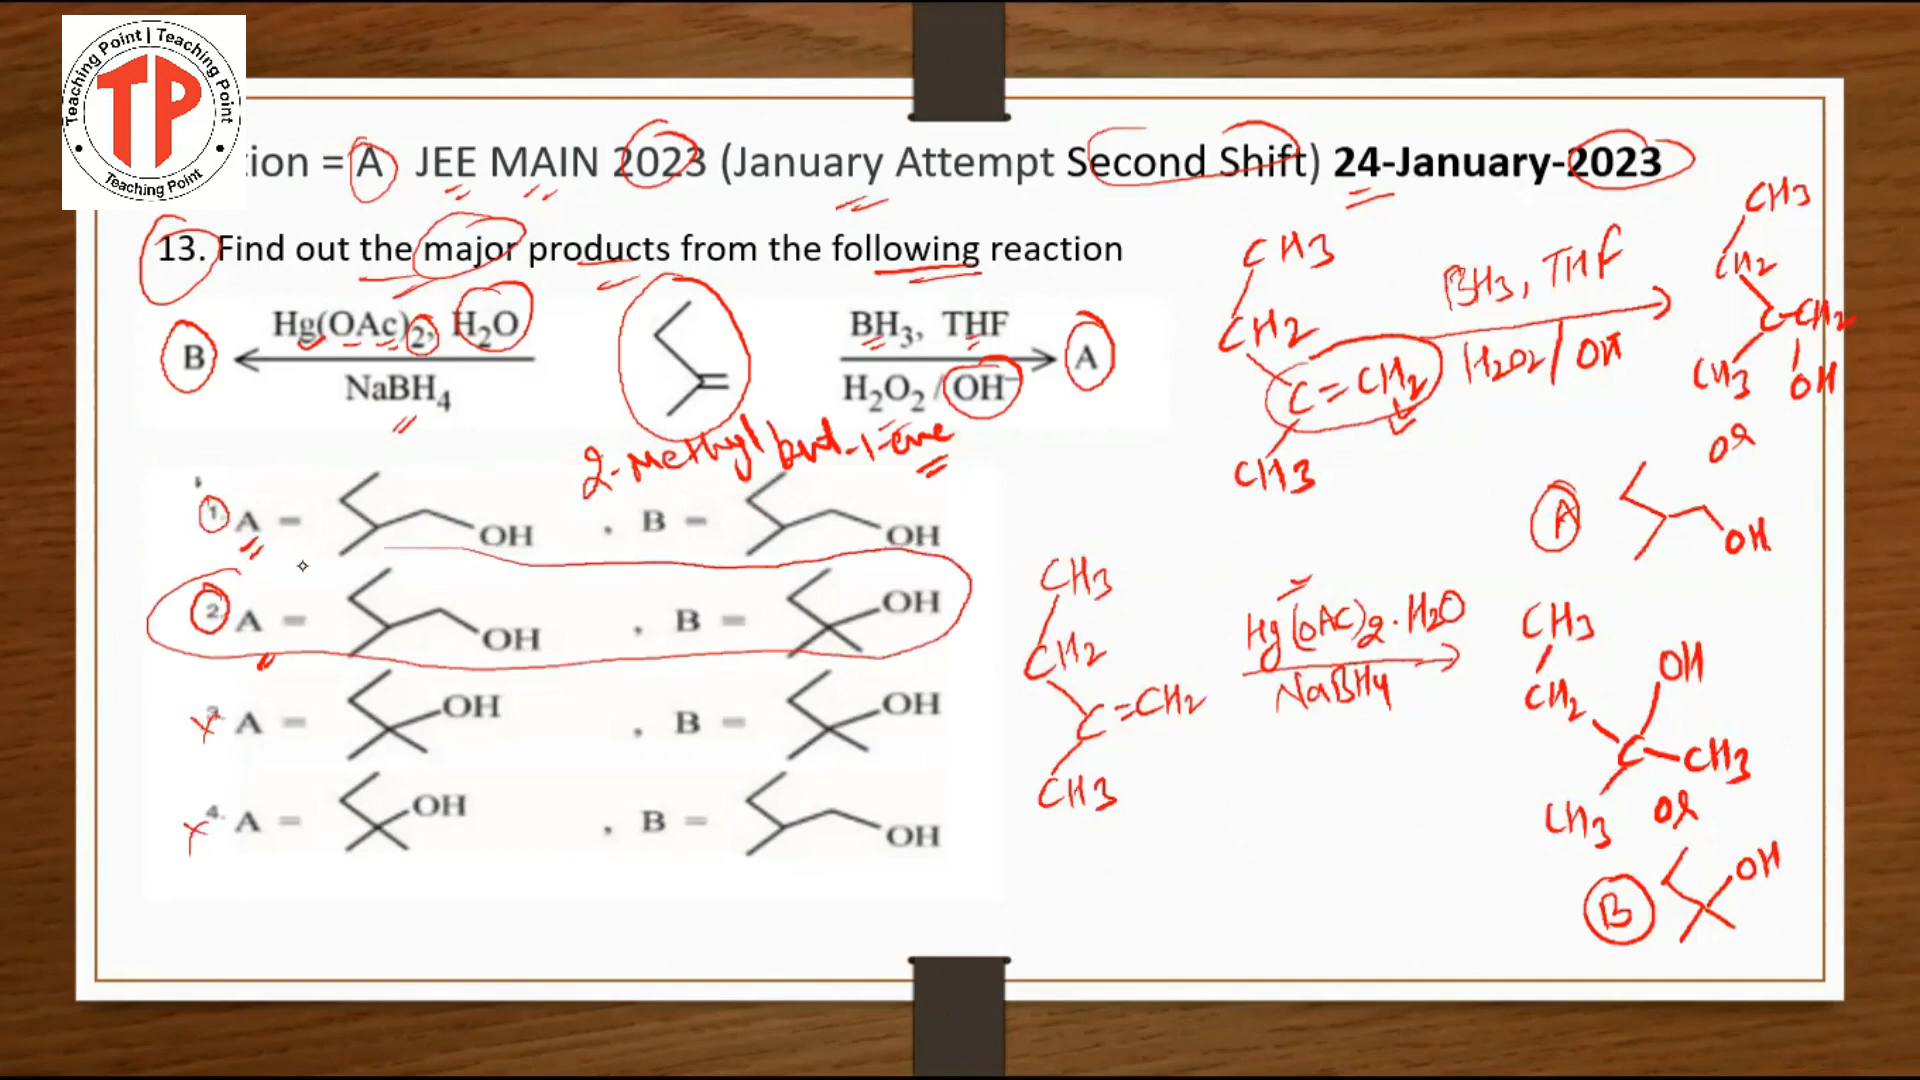 Teaching Point | Teaching Point
TP
Teaching Point
tion = A JEE MAIN 2023 (January Attempt Second Shift) 24-January-2023
13. Find out the major products from the following reaction
B Hg(OAc)2, H2O BH3, THF A
NaBH4 H2O2 / OH−
2-Methyl but-1-ene
1. A = OH , B = OH
2. A = OH , B = OH
3. A = OH , B = OH
4. A = OH , B = OH
CH3
CH2
C=CH2
CH3
BH3, THF
H2O2/OH
CH3
CH2
C-CH2
CH3 OH
or
A OH
CH3
CH2
C=CH2
CH3
Hg(OAC)2 . H2O
NaBH4
CH3
OH
CH2
C-CH3
CH3 or
B OH